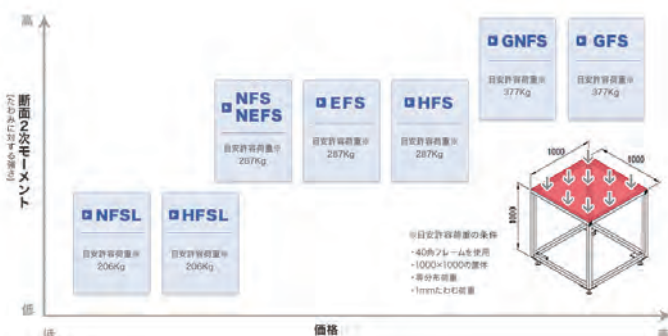 高
断面2次モーメント
【たわみに対する強さ】
低
GNFS
目安許容荷重※
377Kg
GFS
目安許容荷重※
377Kg
NFS
NEFS
目安許容荷重※
287Kg
EFS
目安許容荷重※
287Kg
HFS
目安許容荷重※
287Kg
NFSL
目安許容荷重※
206Kg
HFSL
目安許容荷重※
206Kg
1000
1000
1000
※目安許容荷重の条件
・40角フレームを使用
・1000×1000の筐体
・等分布荷重
・1mmたわむ荷重
低
価格
高